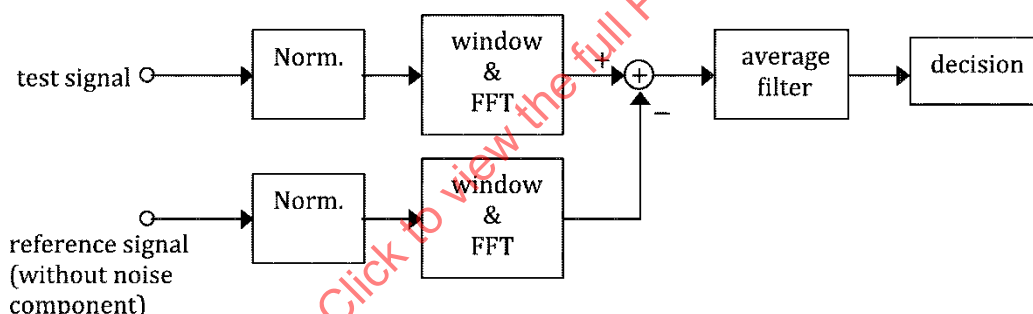 test signal
Norm.
window
&
FFT
+
+
−
average
filter
decision
reference signal
(without noise
component)
Norm.
window
&
FFT
Click to view the full P